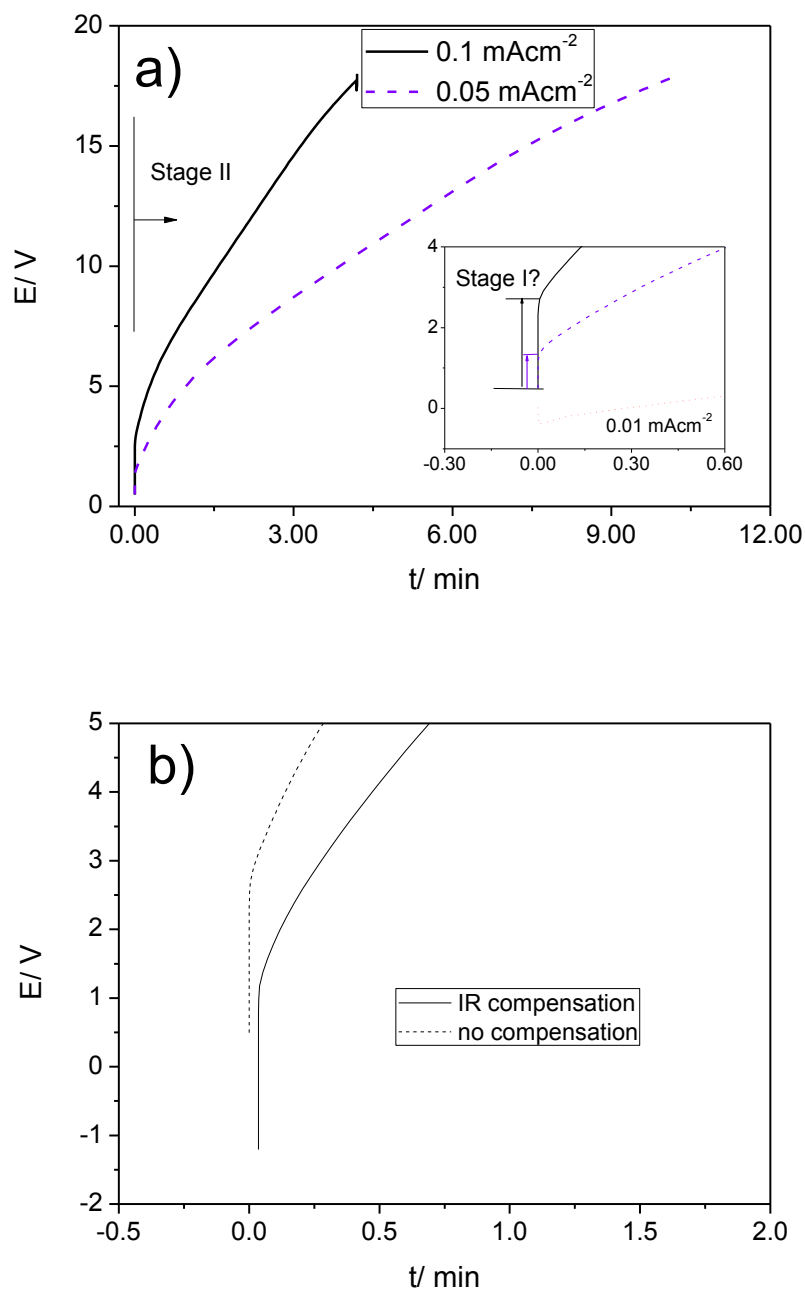 a)
0.1 mAcm⁻²
0.05 mAcm⁻²
Stage II
20
15
10
5
0
E/ V
Stage I?
4
2
0
0.01 mAcm⁻²
-0.30 0.00 0.30 0.60
0.00 3.00 6.00 9.00 12.00
t/ min
b)
5
4
3
2
1
0
-1
-2
E/ V
IR compensation
no compensation
-0.5 0.0 0.5 1.0 1.5 2.0
t/ min